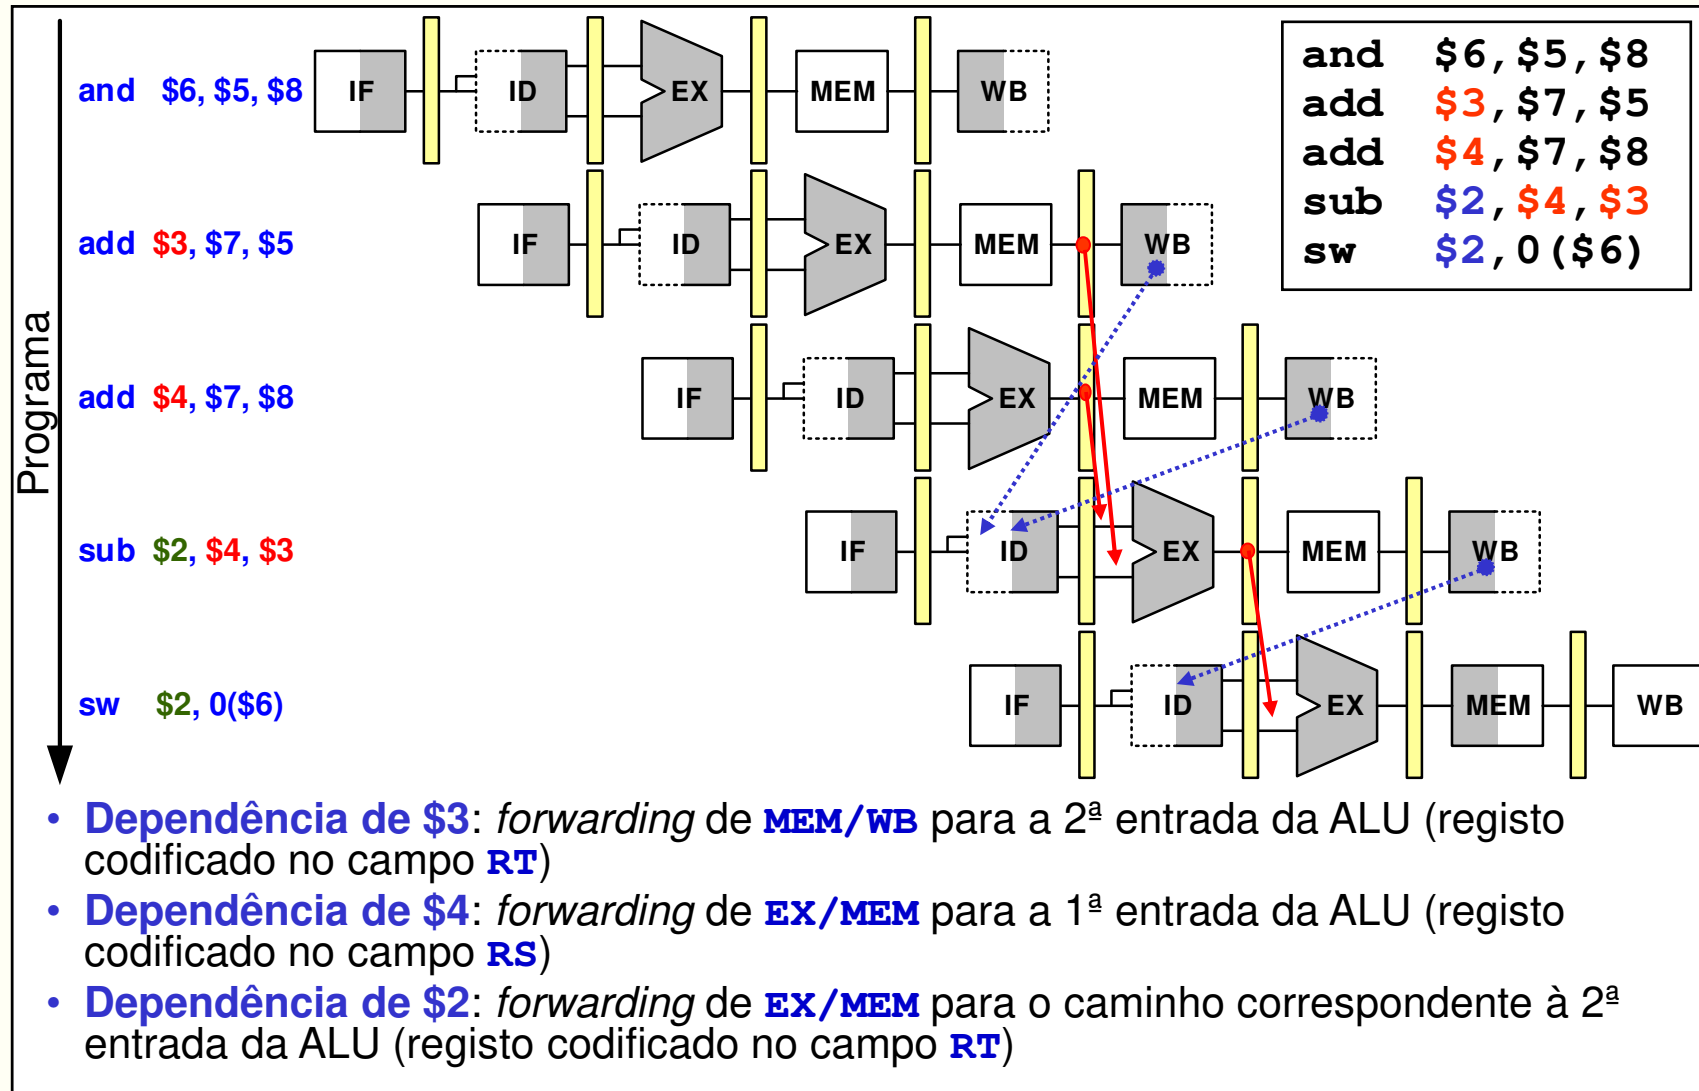 and $6, $5, $8 IF ID EX MEM WB
and $6,$5,$8
add $3,$7,$5
add $4,$7,$8
sub $2,$4,$3
sw $2,0($6)
add $3, $7, $5 IF ID EX MEM WB
Programa
add $4, $7, $8 IF ID EX MEM WB
sub $2, $4, $3 IF ID EX MEM WB
sw $2, 0($6) IF ID EX MEM WB
• Dependência de $3: forwarding de MEM/WB para a 2ª entrada da ALU (registo
codificado no campo RT)
• Dependência de $4: forwarding de EX/MEM para a 1ª entrada da ALU (registo
codificado no campo RS)
• Dependência de $2: forwarding de EX/MEM para o caminho correspondente à 2ª
entrada da ALU (registo codificado no campo RT)